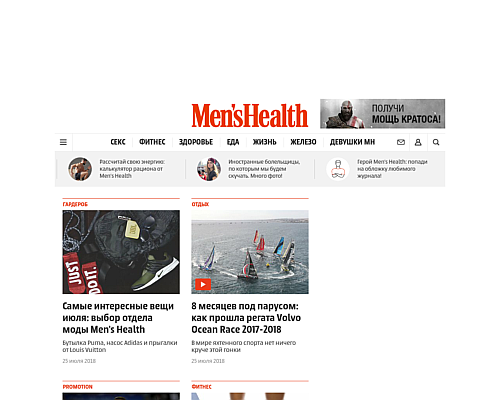 Men'sHealth
ПОЛУЧИ
МОЩЬ КРАТОСА!
СЕКС ФИТНЕС ЗДОРОВЬЕ ЕДА ЖИЗНЬ ЖЕЛЕЗО ДЕВУШКИ MH
Рассчитай свою энергию:
калькулятор рациона от
Men's Health
Иностранные болельщицы,
по которым мы будем
скучать. Много фото!
Герой Men's Health: попади
на обложку любимого
журнала!
ГАРДЕРОБ
JUST
DO IT.
Самые интересные вещи
июля: выбор отдела
моды Men's Health
Бутылка Puma, насос Adidas и прыгалки
от Louis Vuitton
25 июля 2018
ОТДЫХ
8 месяцев под парусом:
как прошла регата Volvo
Ocean Race 2017-2018
В мире яхтенного спорта нет ничего
круче этой гонки
25 июля 2018
PROMOTION
ФИТНЕС